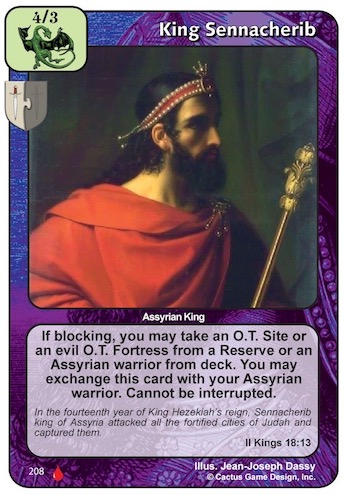 4/3
King Sennacherib
Assyrian King
If blocking, you may take an O.T. Site or
an evil O.T. Fortress from a Reserve or an
Assyrian warrior from deck. You may
exchange this card with your Assyrian
warrior. Cannot be interrupted.
In the fourteenth year of King Hezekiah's reign, Sennacherib
king of Assyria attacked all the fortified cities of Judah and
captured them.
II Kings 18:13
208
Illus. Jean-Joseph Dassy
© Cactus Game Design, Inc.